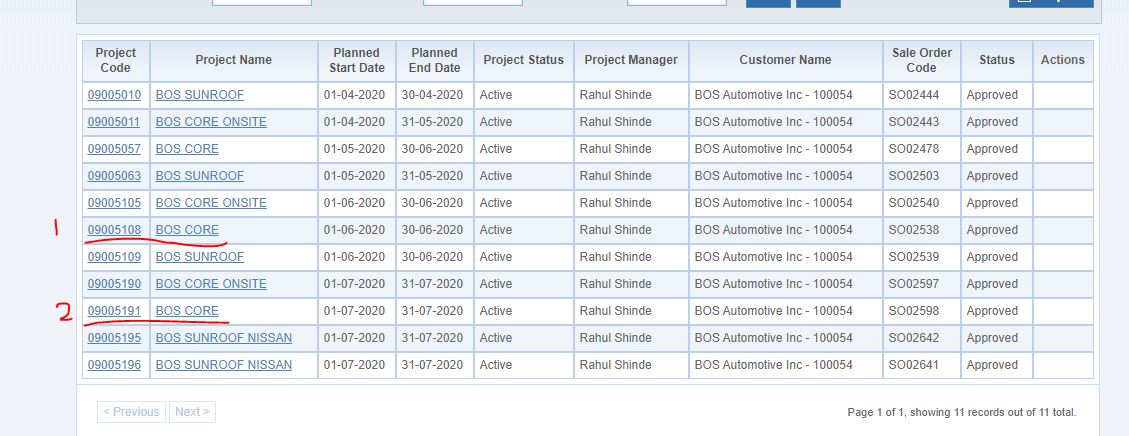 Project Code Project Name Planned Start Date Planned End Date Project Status Project Manager Customer Name Sale Order Code Status Actions
09005010 BOS SUNROOF 01-04-2020 30-04-2020 Active Rahul Shinde BOS Automotive Inc - 100054 SO02444 Approved
09005011 BOS CORE ONSITE 01-04-2020 31-05-2020 Active Rahul Shinde BOS Automotive Inc - 100054 SO02443 Approved
09005057 BOS CORE 01-05-2020 30-06-2020 Active Rahul Shinde BOS Automotive Inc - 100054 SO02478 Approved
09005063 BOS SUNROOF 01-05-2020 31-05-2020 Active Rahul Shinde BOS Automotive Inc - 100054 SO02503 Approved
09005105 BOS CORE ONSITE 01-06-2020 30-06-2020 Active Rahul Shinde BOS Automotive Inc - 100054 SO02540 Approved
1 09005108 BOS CORE 01-06-2020 30-06-2020 Active Rahul Shinde BOS Automotive Inc - 100054 SO02538 Approved
09005109 BOS SUNROOF 01-06-2020 30-06-2020 Active Rahul Shinde BOS Automotive Inc - 100054 SO02539 Approved
09005190 BOS CORE ONSITE 01-07-2020 31-07-2020 Active Rahul Shinde BOS Automotive Inc - 100054 SO02597 Approved
2 09005191 BOS CORE 01-07-2020 31-07-2020 Active Rahul Shinde BOS Automotive Inc - 100054 SO02598 Approved
09005195 BOS SUNROOF NISSAN 01-07-2020 31-07-2020 Active Rahul Shinde BOS Automotive Inc - 100054 SO02642 Approved
09005196 BOS SUNROOF NISSAN 01-07-2020 31-07-2020 Active Rahul Shinde BOS Automotive Inc - 100054 SO02641 Approved
< Previous Next > Page 1 of 1, showing 11 records out of 11 total.